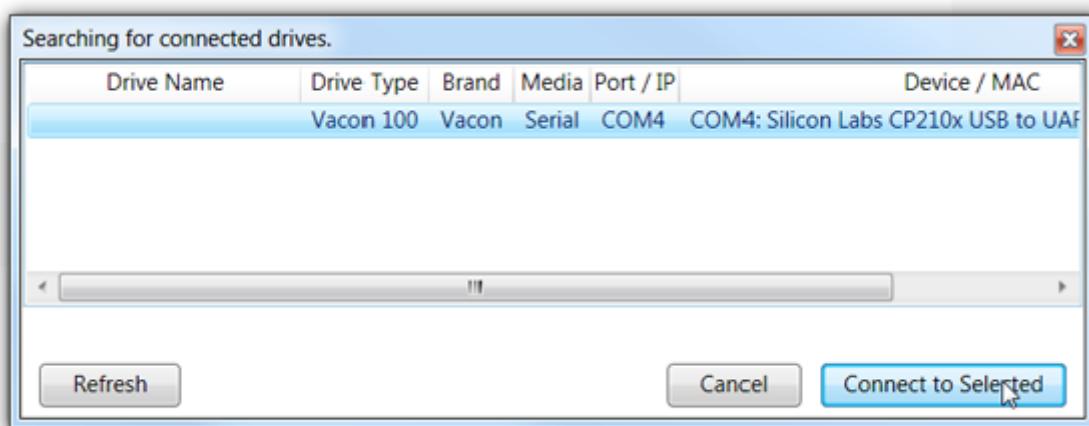 Searching for connected drives.
Drive Name Drive Type Brand Media Port / IP Device / MAC
Vacon 100 Vacon Serial COM4 COM4: Silicon Labs CP210x USB to UAR
Refresh Cancel Connect to Selected